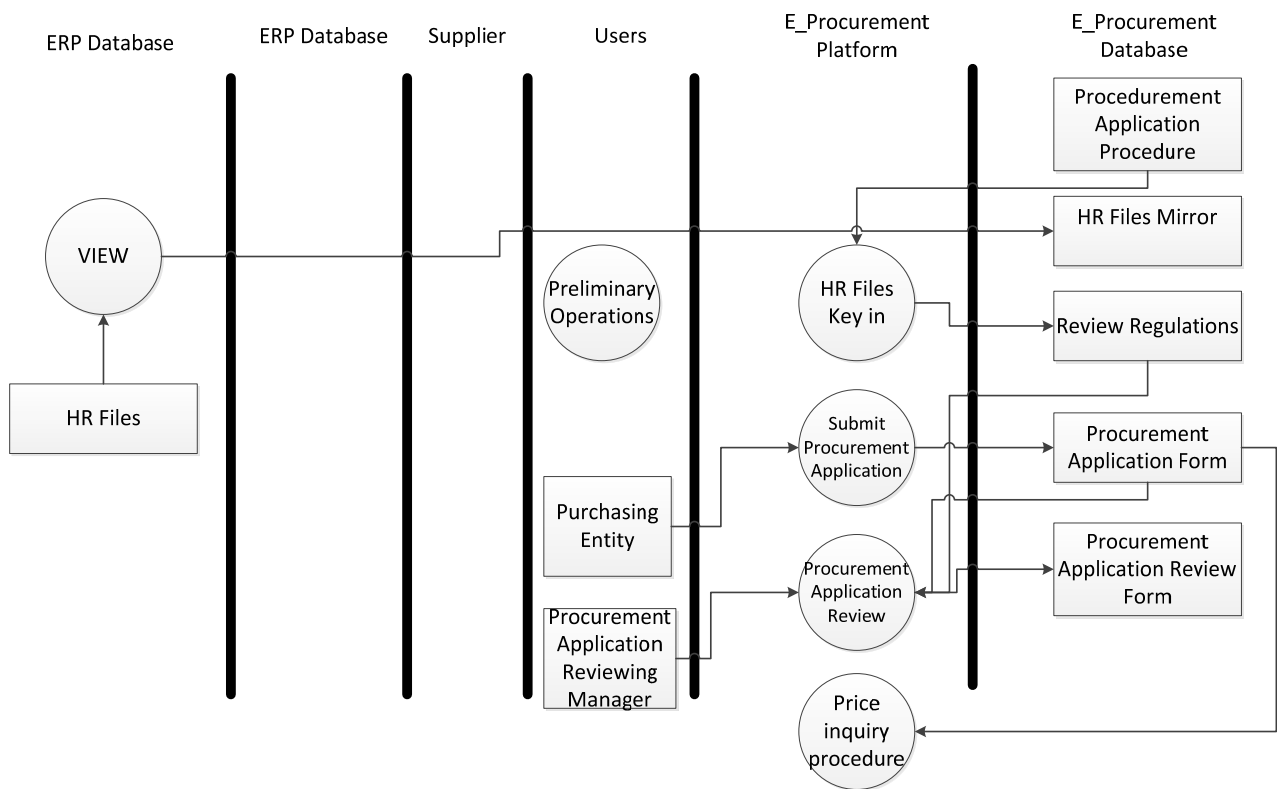 ERP Database
ERP Database
Supplier
Users
E_Procurement
Platform
E_Procurement
Database
Procedurement
Application
Procedure
HR Files Mirror
VIEW
Preliminary
Operations
HR Files
Key in
Review Regulations
HR Files
Submit
Procurement
Application
Procurement
Application Form
Purchasing
Entity
Procurement
Application
Review
Procurement
Application Review
Form
Procurement
Application
Reviewing
Manager
Price
inquiry
procedure